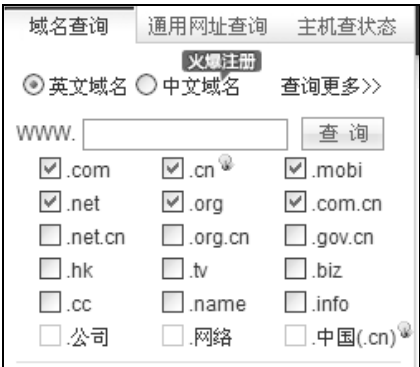 域名查询 通用网址查询 主机查状态
火爆注册
英文域名 中文域名 查询更多>>
www. 查 询
.com .cn .mobi
.net .org .com.cn
.net.cn .org.cn .gov.cn
.hk .tv .biz
.cc .name .info
.公司 .网络 .中国(.cn)